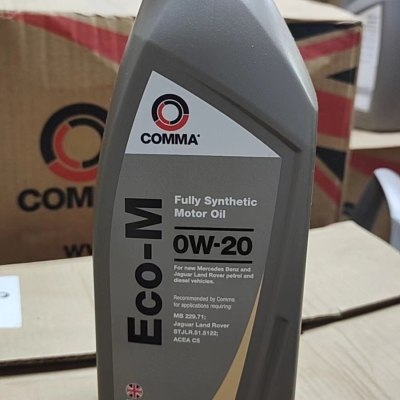 COMMA
COMMA
Fully Synthetic
Motor Oil
0W-20
Eco-M
For new Mercedes Benz and
Jaguar Land Rover petrol and
diesel vehicles.
Recommended by Comma
for applications requiring:
MB 229.71;
Jaguar Land Rover
STJLR.51.5122;
ACEA C5